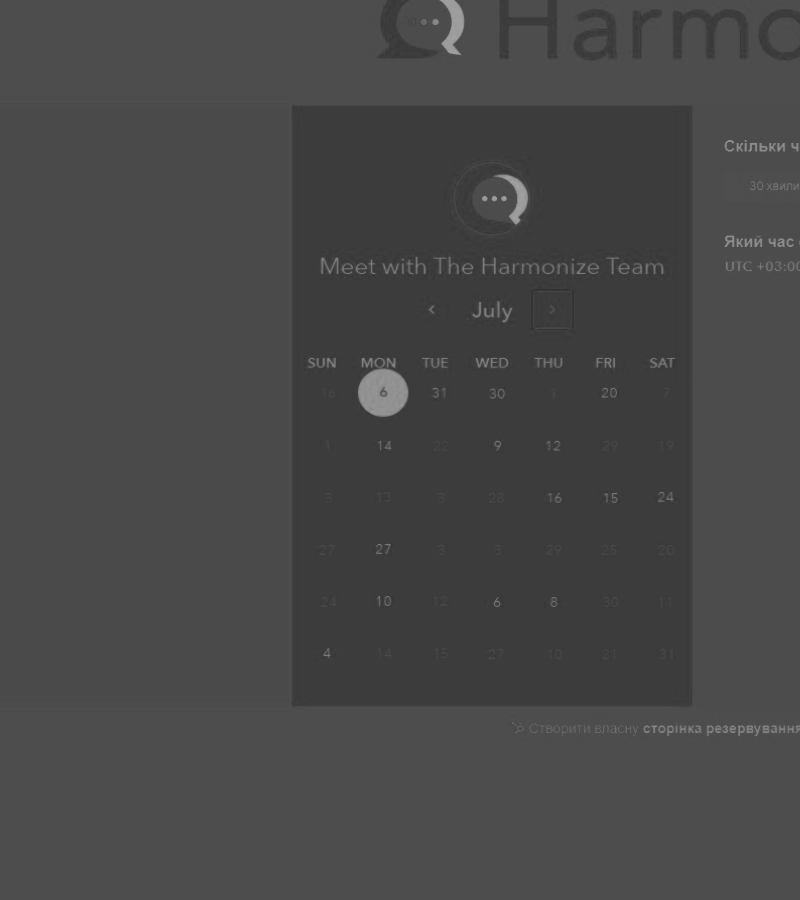 Harmo
Скільки ч
30 хвили
Який час
UTC +03:00
Meet with The Harmonize Team
‹ July ›
SUN MON TUE WED THU FRI SAT
16 6 31 30 1 20 7
1 14 22 9 12 29 19
3 13 3 28 16 15 24
27 27 3 3 29 25 20
24 10 12 6 8 30 11
4 14 15 27 10 21 31
Створити власну сторінка резервування